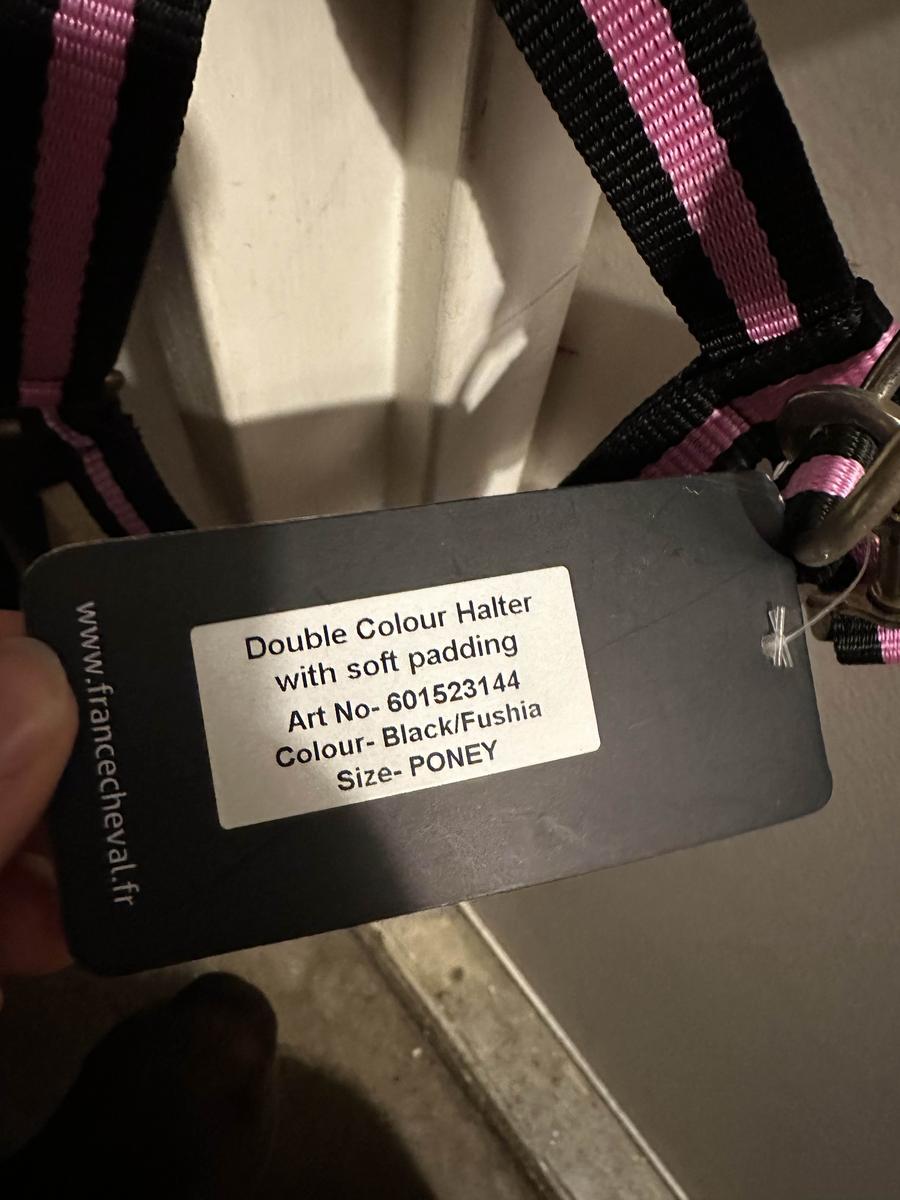 www.francecheval.fr
Double Colour Halter
with soft padding
Art No- 601523144
Colour- Black/Fushia
Size- PONEY